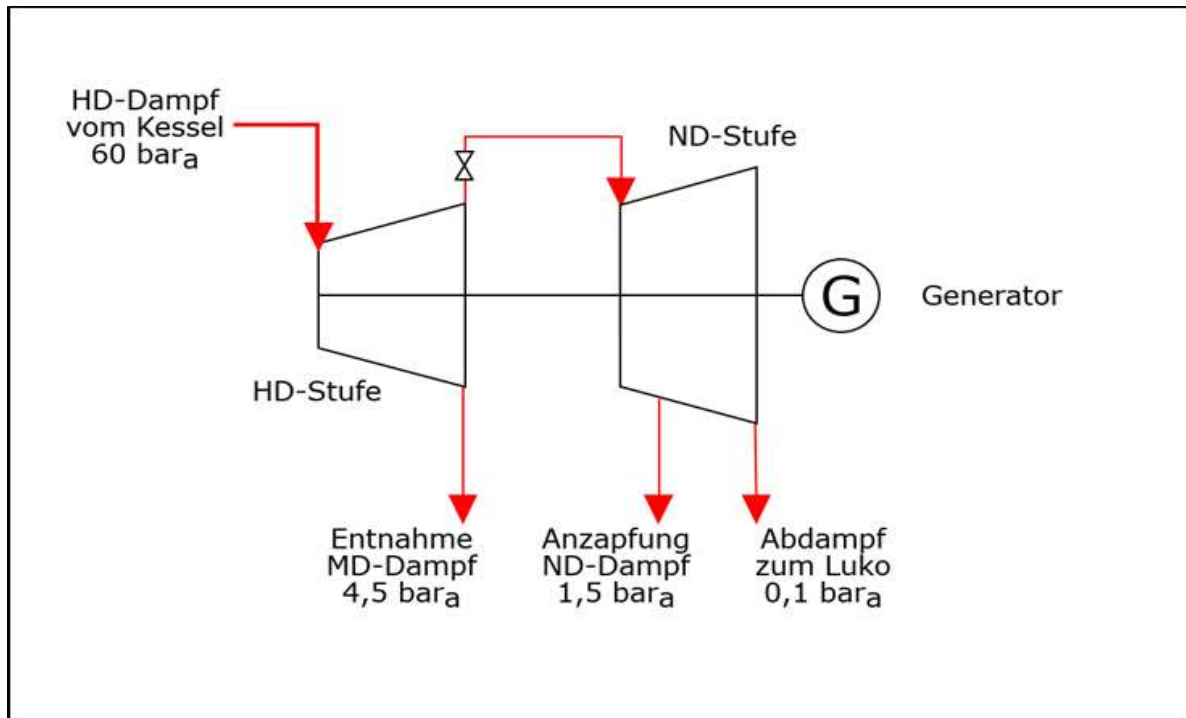 HD-Dampf
vom Kessel
60 bara
ND-Stufe
G
Generator
HD-Stufe
Entnahme
MD-Dampf
4,5 bara
Anzapfung
ND-Dampf
1,5 bara
Abdampf
zum Luko
0,1 bara